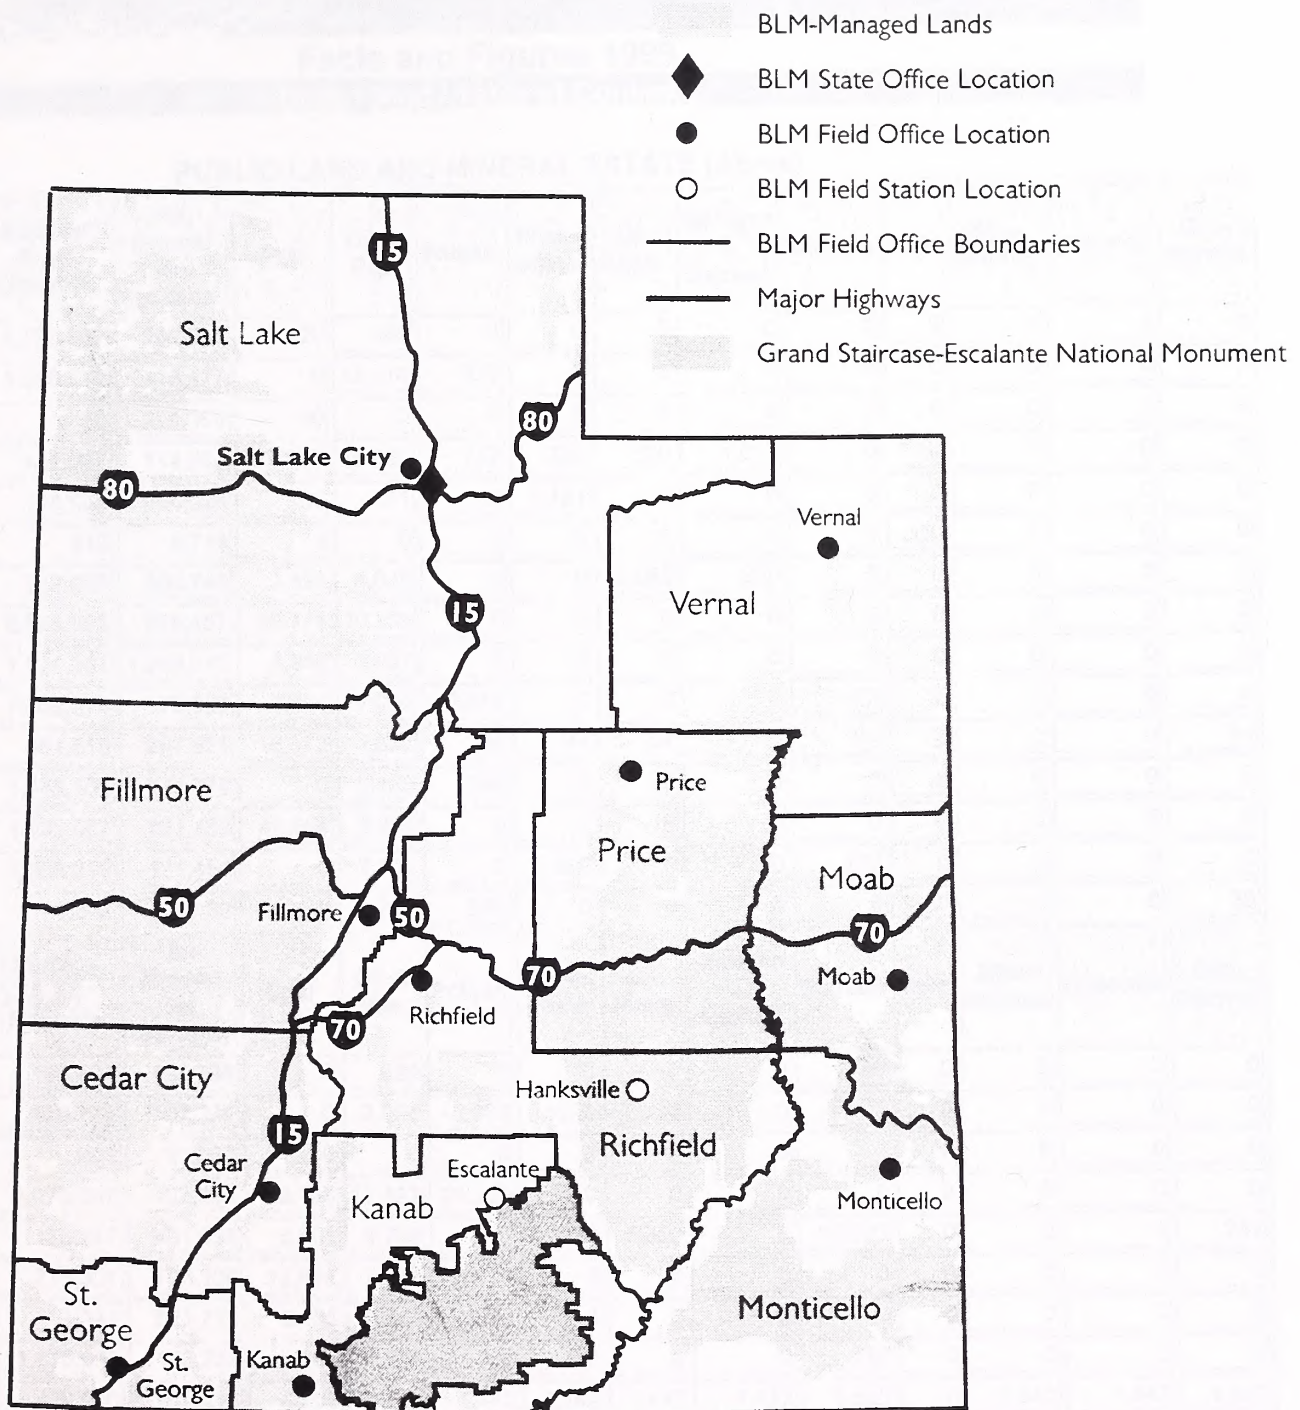 BLM-Managed Lands
BLM State Office Location
BLM Field Office Location
BLM Field Station Location
BLM Field Office Boundaries
Major Highways
Grand Staircase-Escalante National Monument
15
Salt Lake
80
Salt Lake City
80
Vernal
Vernal
15
Fillmore
Price
Price
Moab
50
Fillmore
50
70
70
Moab
Richfield
70
Cedar City
Hanksville
15
Richfield
Cedar
City
Escalante
Kanab
Monticello
St.
George
Monticello
St.
George
Kanab